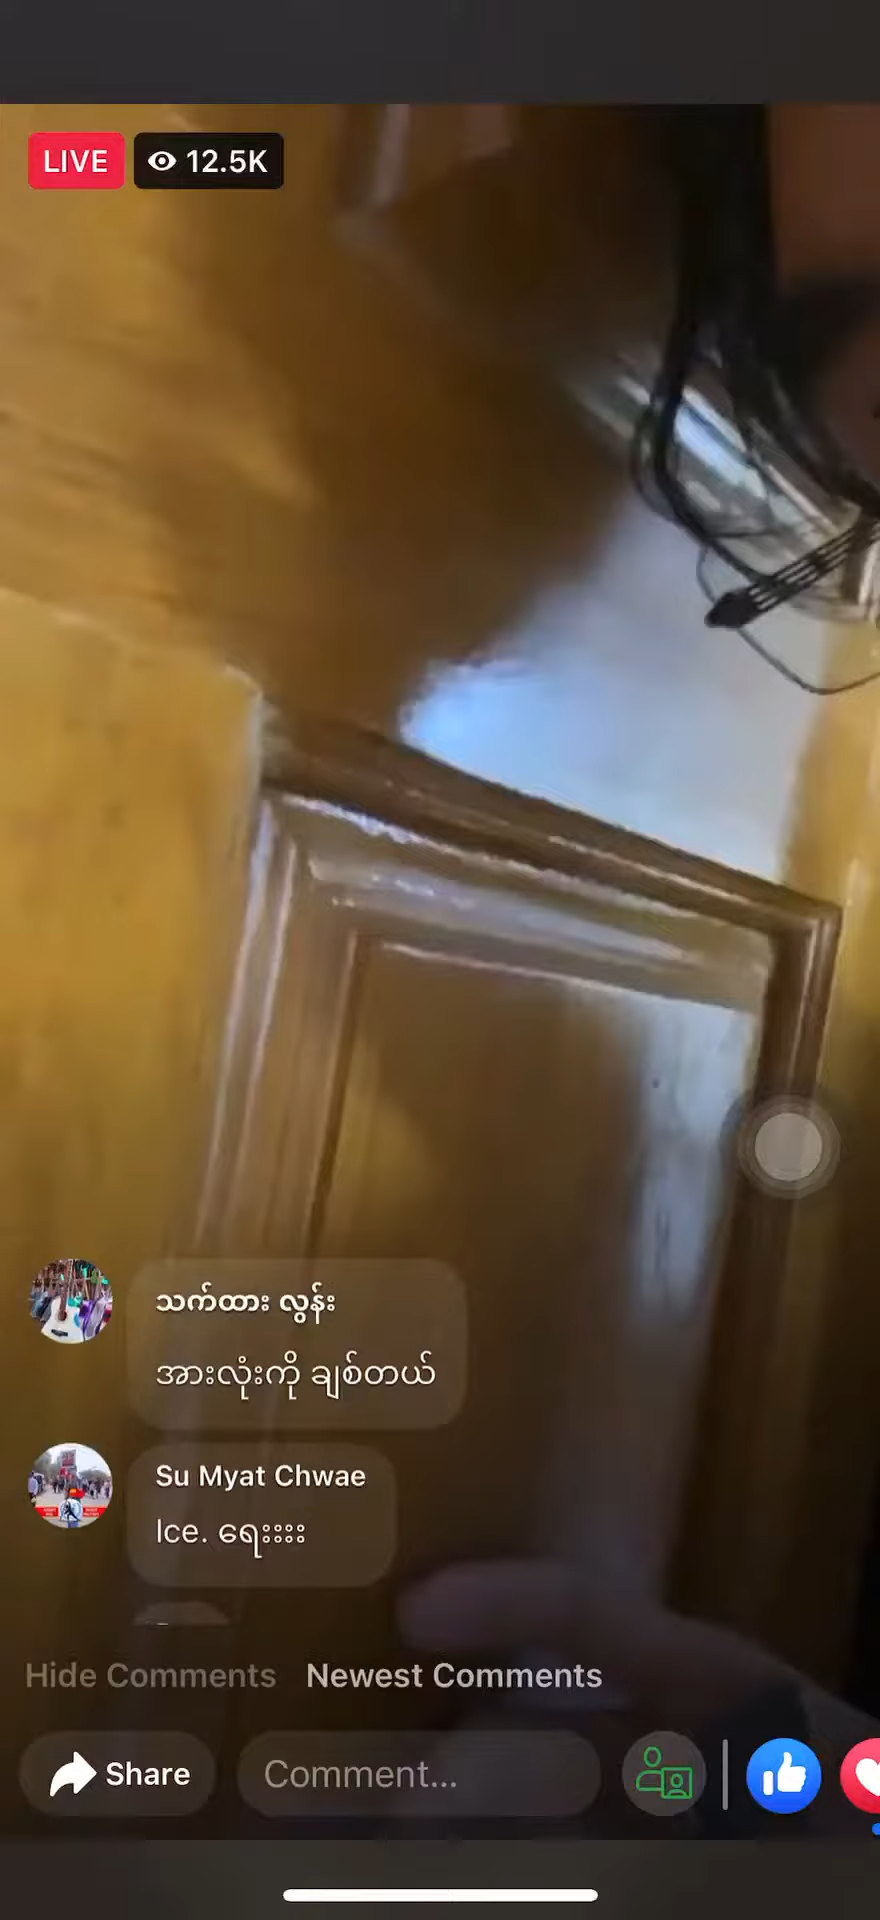 LIVE 12.5K
သက်ထား လွန်း
အားလုံးကို ချစ်တယ်
Su Myat Chwae
Ice. ရေးးးး
Hide Comments Newest Comments
Share Comment...